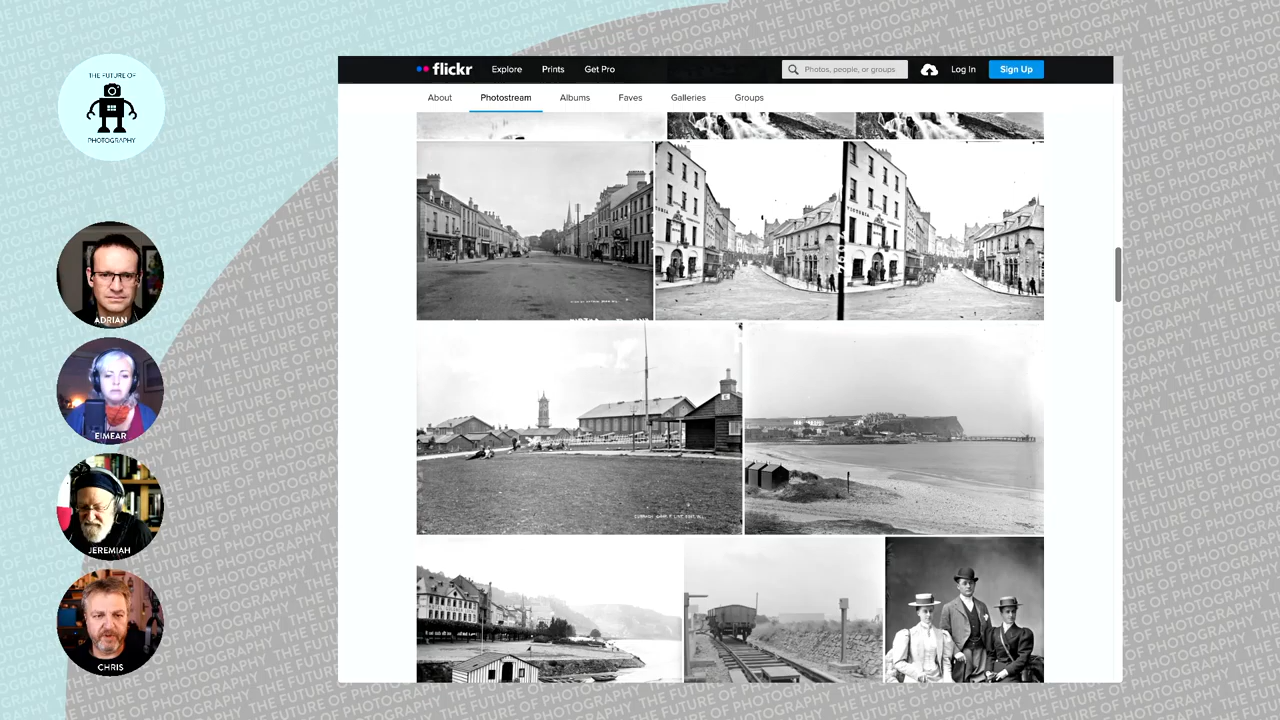 THE FUTURE OF
PHOTOGRAPHY
ADRIAN
EIMEAR
JEREMIAH
CHRIS
flickr Explore Prints Get Pro Photos, people, or groups Log In Sign Up
About Photostream Albums Faves Galleries Groups
THE FUTURE OF PHOTOGRAPHY